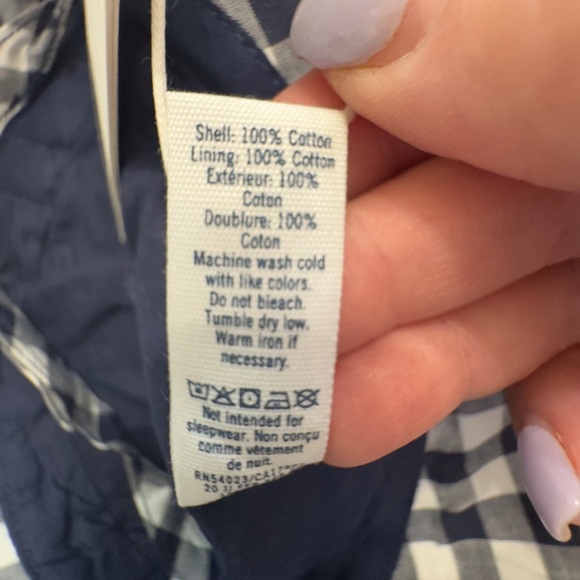 Shell: 100% Cotton
Lining: 100% Cotton
Extérieur: 100%
Coton
Doublure: 100%
Coton
Machine wash cold
with like colors.
Do not bleach.
Tumble dry low.
Warm iron if
necessary.
Not intended for
sleepwear. Non conçu
comme vêtement
de nuit.